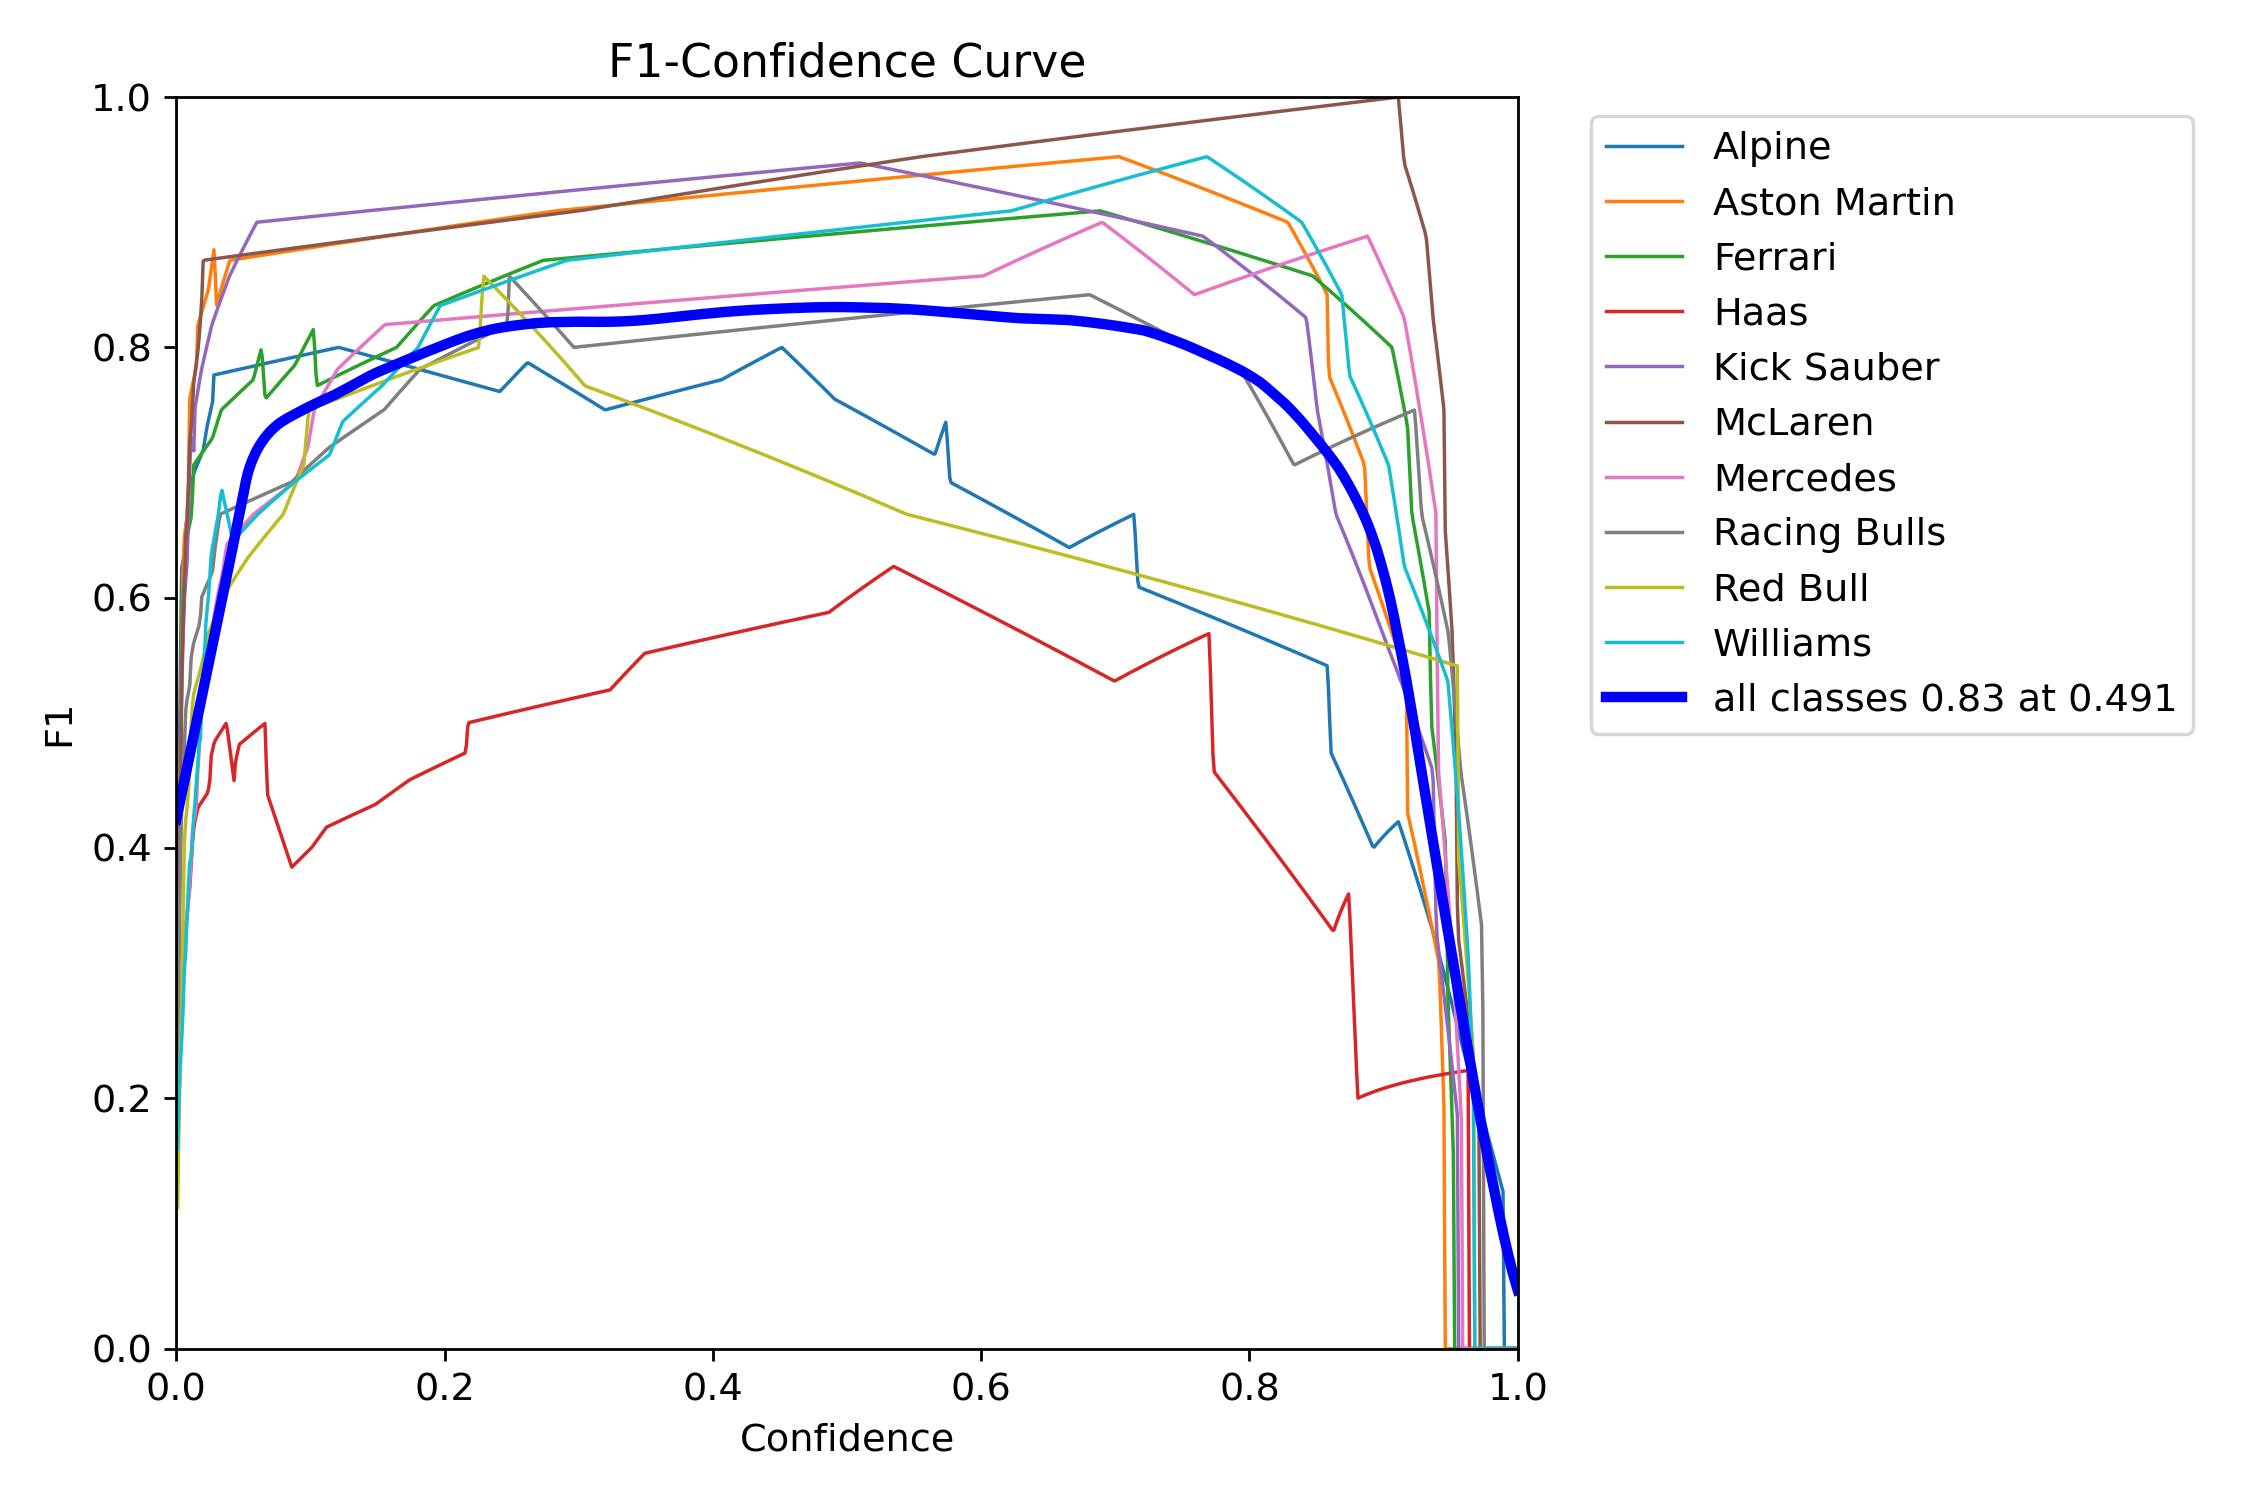 F1-Confidence Curve
1.0
0.8
0.6
0.4
0.2
0.0
F1
0.0 0.2 0.4 0.6 0.8 1.0
Confidence
Alpine
Aston Martin
Ferrari
Haas
Kick Sauber
McLaren
Mercedes
Racing Bulls
Red Bull
Williams
all classes 0.83 at 0.491